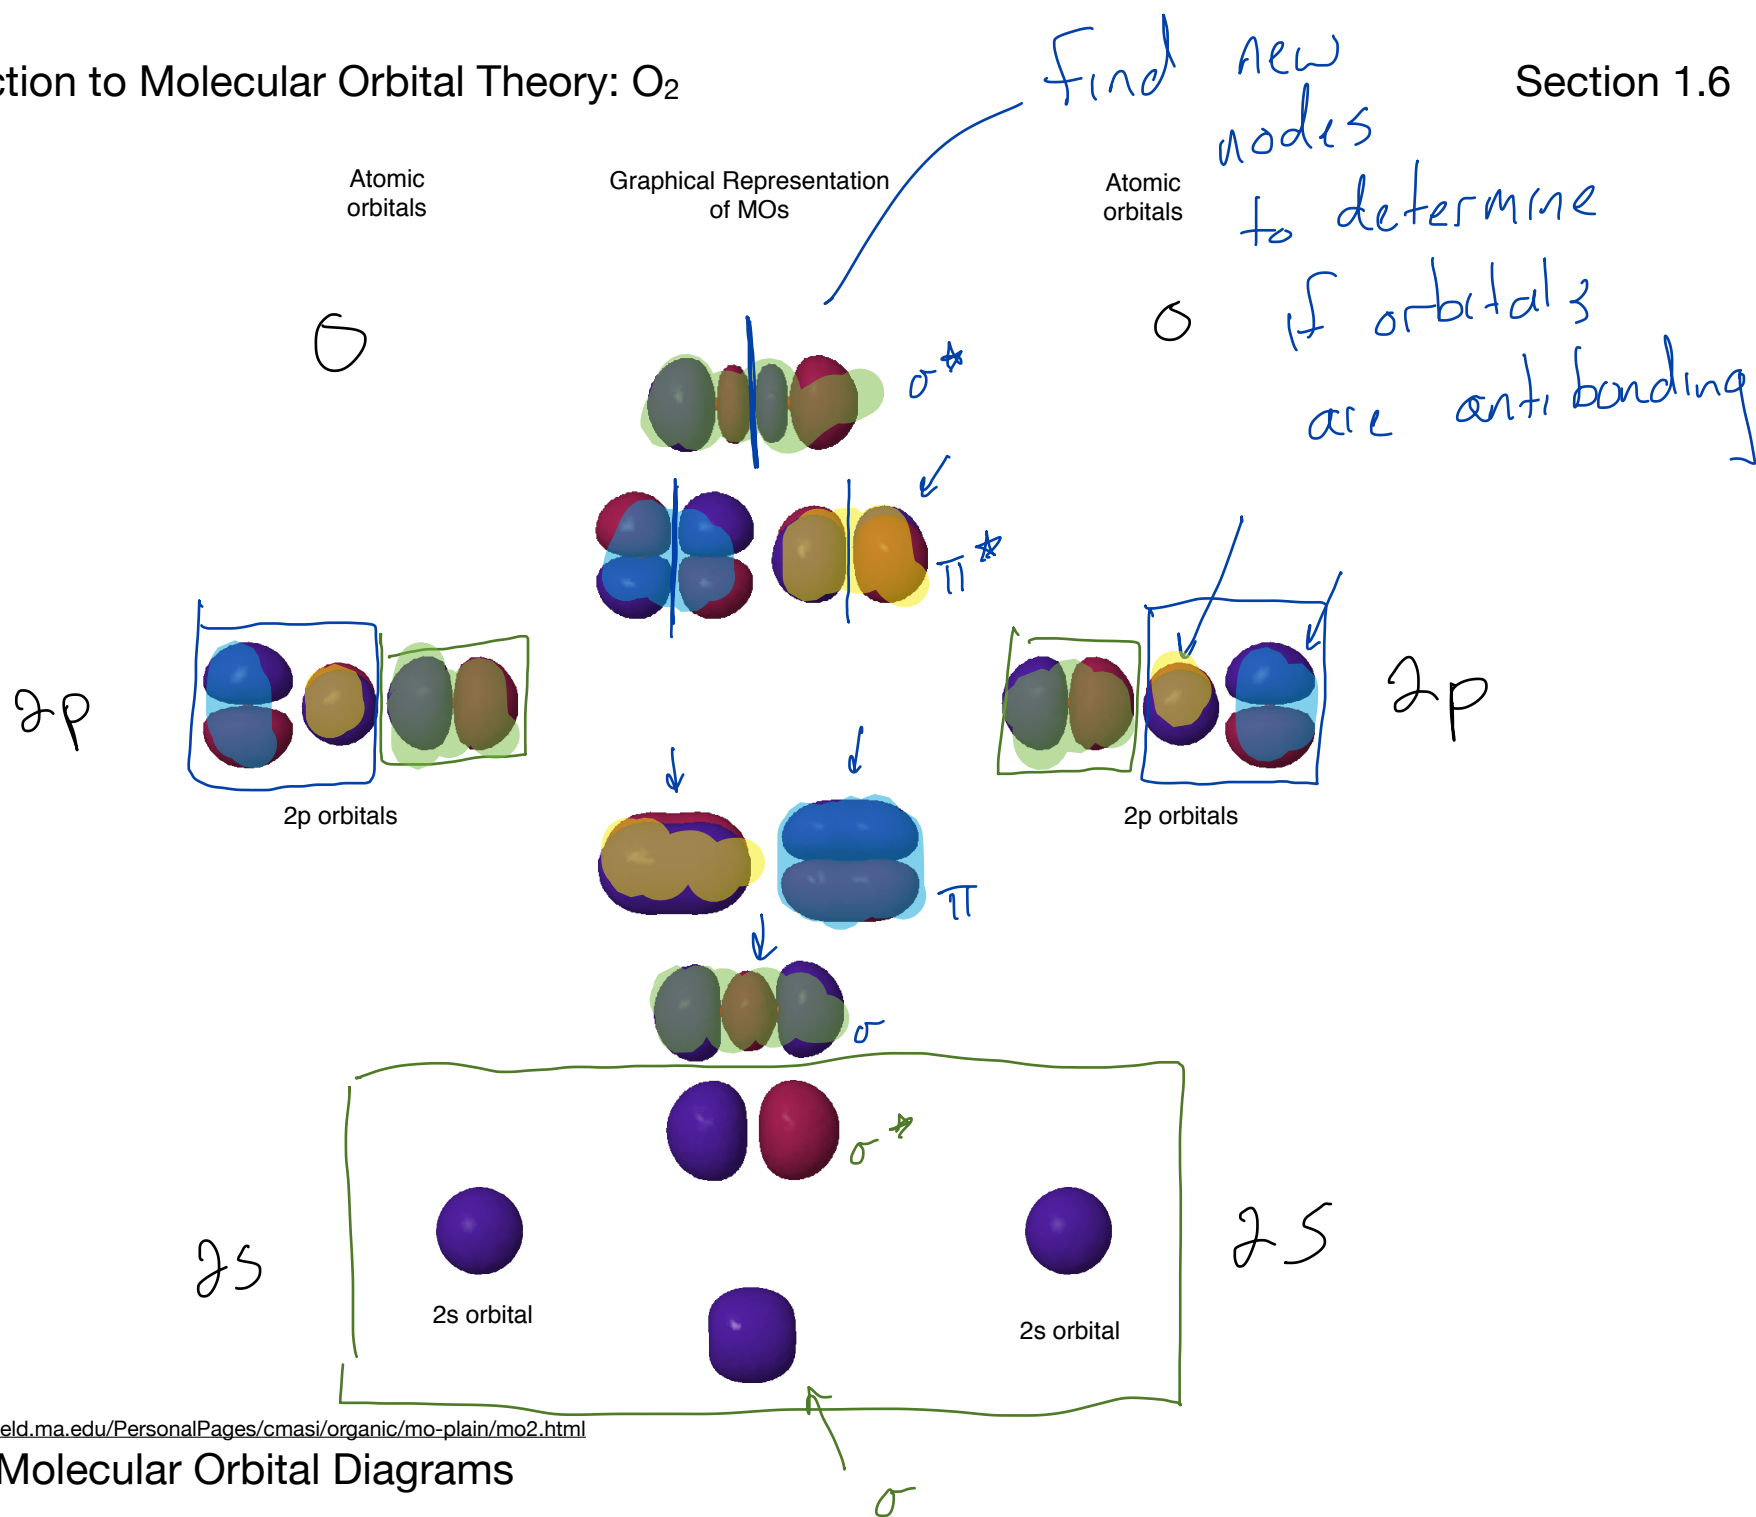 ction to Molecular Orbital Theory: O₂
Section 1.6
Find new
nodes
to determine
if orbitals
are antibonding
Atomic
orbitals
Graphical Representation
of MOs
Atomic
orbitals
O
O
σ*
π*
2p
2p
2p orbitals
2p orbitals
π
σ
σ*
2s
2s
2s orbital
2s orbital
eld.ma.edu/PersonalPages/cmasi/organic/mo-plain/mo2.html
Molecular Orbital Diagrams
σ